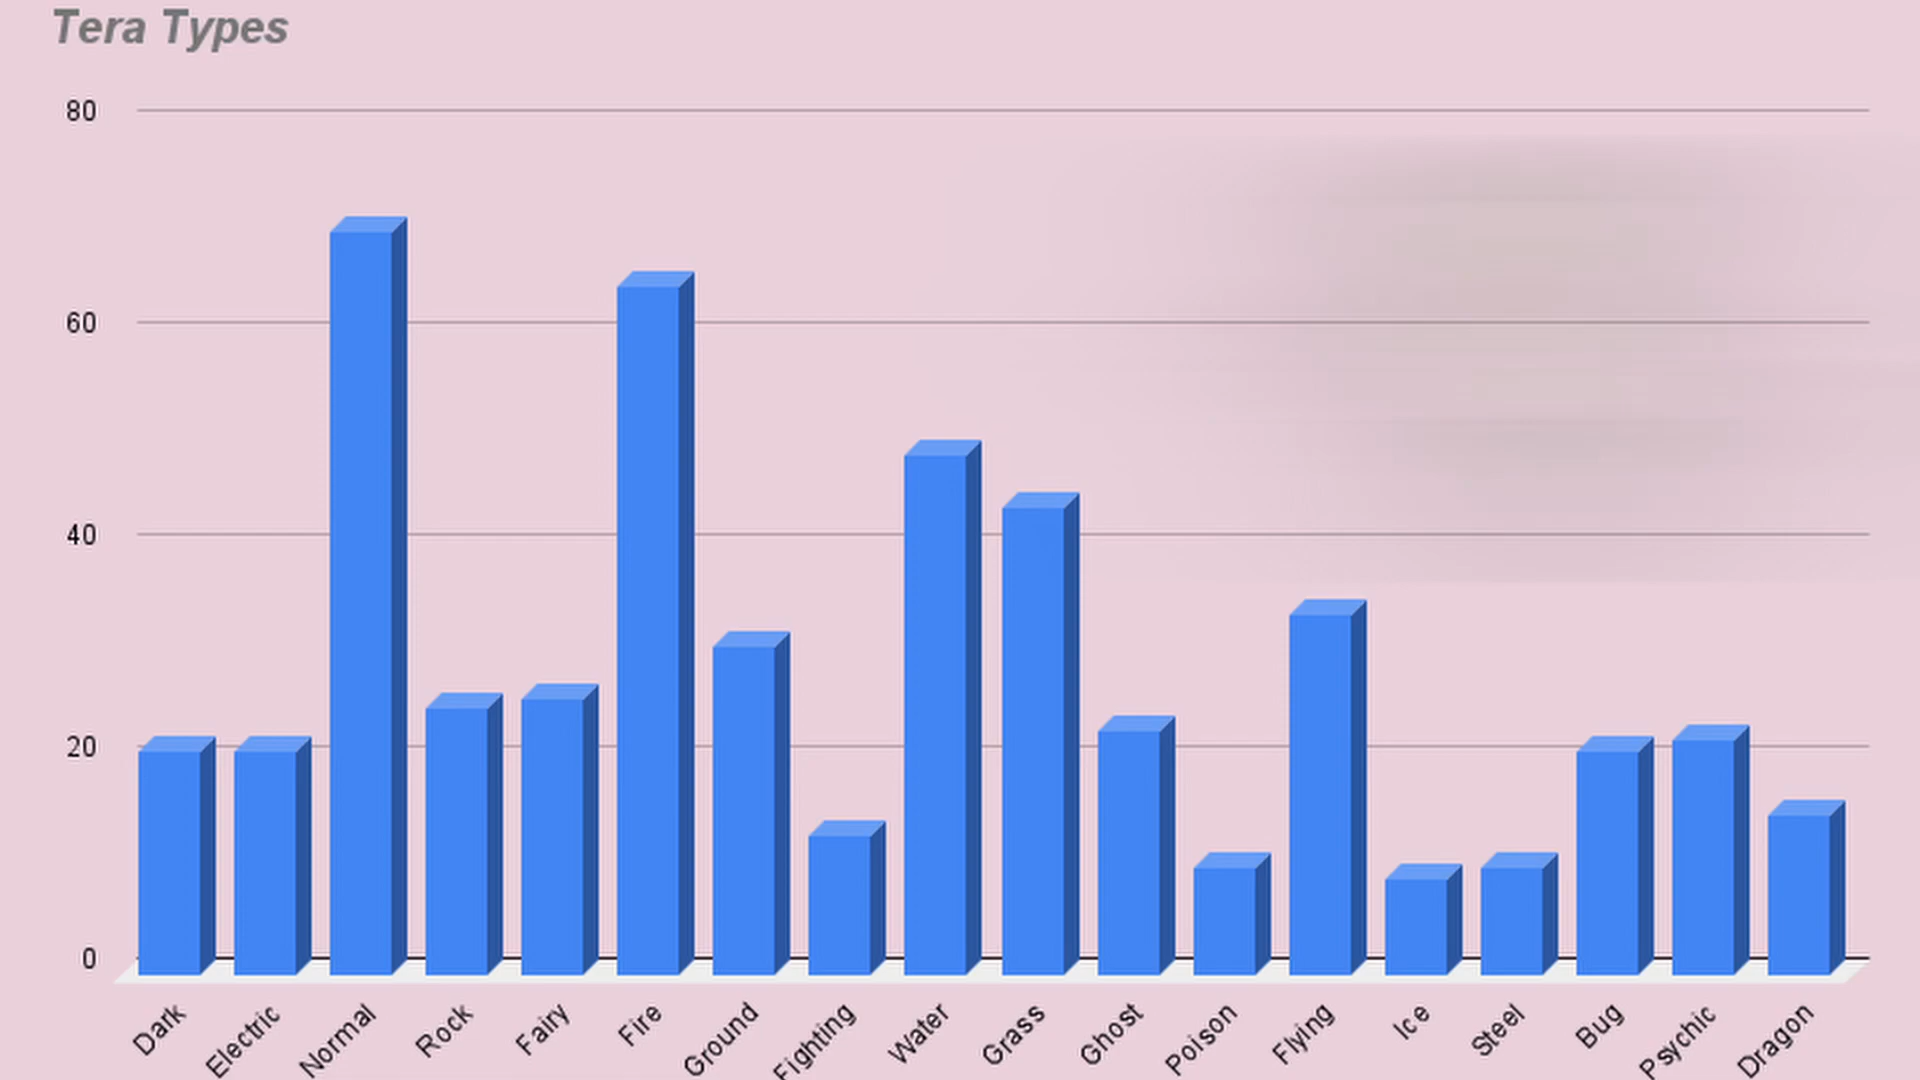 Tera Types
80
60
40
20
0
Dark
Electric
Normal
Rock
Fairy
Fire
Ground
Fighting
Water
Grass
Ghost
Poison
Flying
Ice
Steel
Bug
Psychic
Dragon